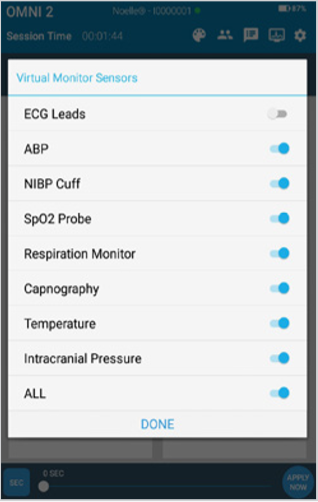 OMNI 2
Noelle® - I0000001
87%
Session Time 00:01:44
Virtual Monitor Sensors
ECG Leads
ABP
NIBP Cuff
SpO2 Probe
Respiration Monitor
Capnography
Temperature
Intracranial Pressure
ALL
DONE
0 SEC
SEC
APPLY
NOW